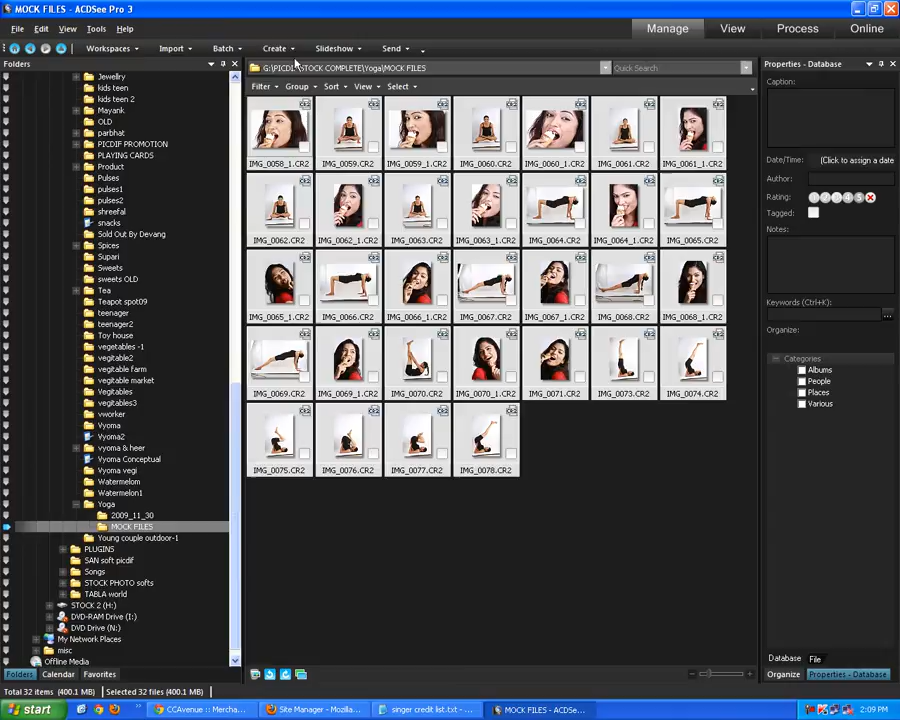 MOCK FILES - ACDSee Pro 3
File Edit View Tools Help
Manage View Process Online
Workspaces Import Batch Create Slideshow Send
Folders
Jewellry
kids teen
kids teen 2
Mayank
OLD
parbhat
PICDIF PROMOTION
PLAYING CARDS
Product
Pulses
pulses1
pulses2
shreefal
snacks
Sold Out By Devang
Spices
Supari
Sweets
sweets OLD
Tea
Teapot spot09
teenager
teenager2
Toy house
vegetables -1
vegitable2
vegitable farm
vegitable market
Vegitables
vegitables3
vworker
Vyoma
Vyoma2
vyoma & heer
Vyoma Conceptual
Vyoma vegi
Watermelom
Watermelon1
Yoga
2009_11_30
MOCK FILES
Young couple outdoor-1
PLUGINS
SAN soft picdif
Songs
STOCK PHOTO softs
TABLA world
STOCK 2 (H:)
DVD-RAM Drive (I:)
DVD Drive (N:)
My Network Places
misc
Offline Media
Folders Calendar Favorites
STOCK COMPLETE\Yoga\MOCK FILES
Quick Search
Filter Group Sort View Select
IMG_0058_1.CR2 IMG_0059.CR2 IMG_0059_1.CR2 IMG_0060.CR2 IMG_0060_1.CR2 IMG_0061.CR2 IMG_0061_1.CR2
IMG_0062.CR2 IMG_0062_1.CR2 IMG_0063.CR2 IMG_0063_1.CR2 IMG_0064.CR2 IMG_0064_1.CR2 IMG_0065.CR2
IMG_0065_1.CR2 IMG_0066.CR2 IMG_0066_1.CR2 IMG_0067.CR2 IMG_0067_1.CR2 IMG_0068.CR2 IMG_0068_1.CR2
IMG_0069.CR2 IMG_0069_1.CR2 IMG_0070.CR2 IMG_0070_1.CR2 IMG_0071.CR2 IMG_0073.CR2 IMG_0074.CR2
IMG_0075.CR2 IMG_0076.CR2 IMG_0077.CR2 IMG_0078.CR2
Properties - Database
Caption:
Date/Time: (Click to assign a date
Author:
Rating:
Tagged:
Notes:
Keywords (Ctrl+K):
Organize:
Categories
Albums
People
Places
Various
Database File
Organize Properties - Database
Total 32 items (400.1 MB) Selected 32 files (400.1 MB)
start
CCAvenue :: Mercha...
Site Manager - Mozilla...
singer credit list.txt - ...
MOCK FILES - ACDSe...
2:09 PM